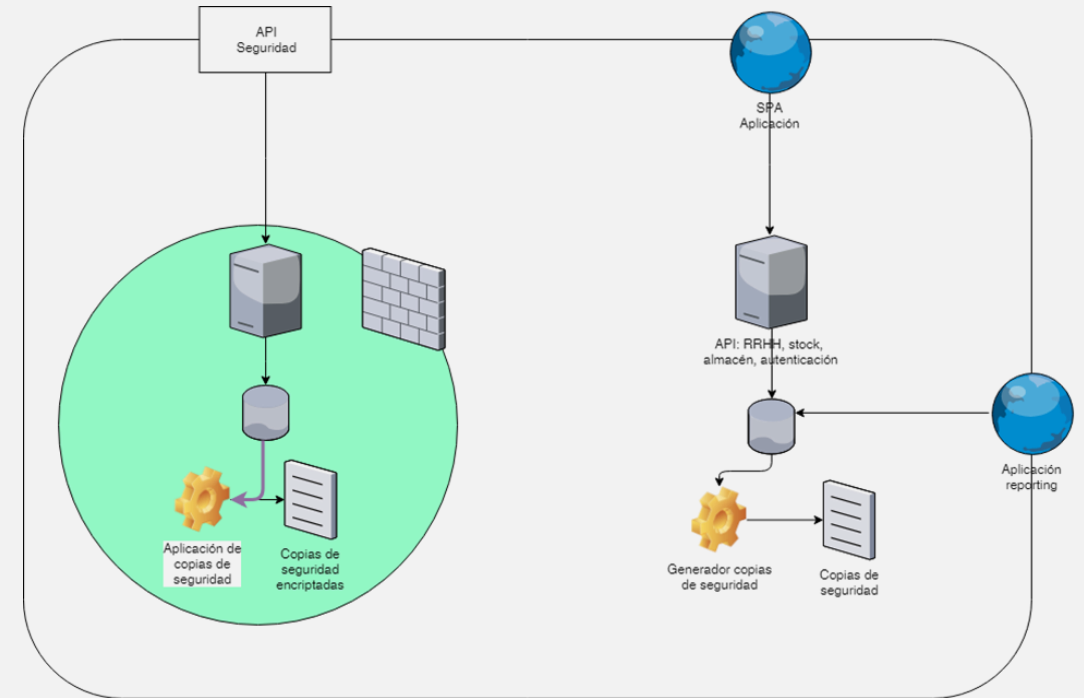 API
Seguridad
SPA
Aplicación
API: RRHH, stock,
almacén, autenticación
Aplicación
reporting
Aplicación de
copias de
seguridad
Copias de
seguridad
encriptadas
Generador copias
de seguridad
Copias de
seguridad